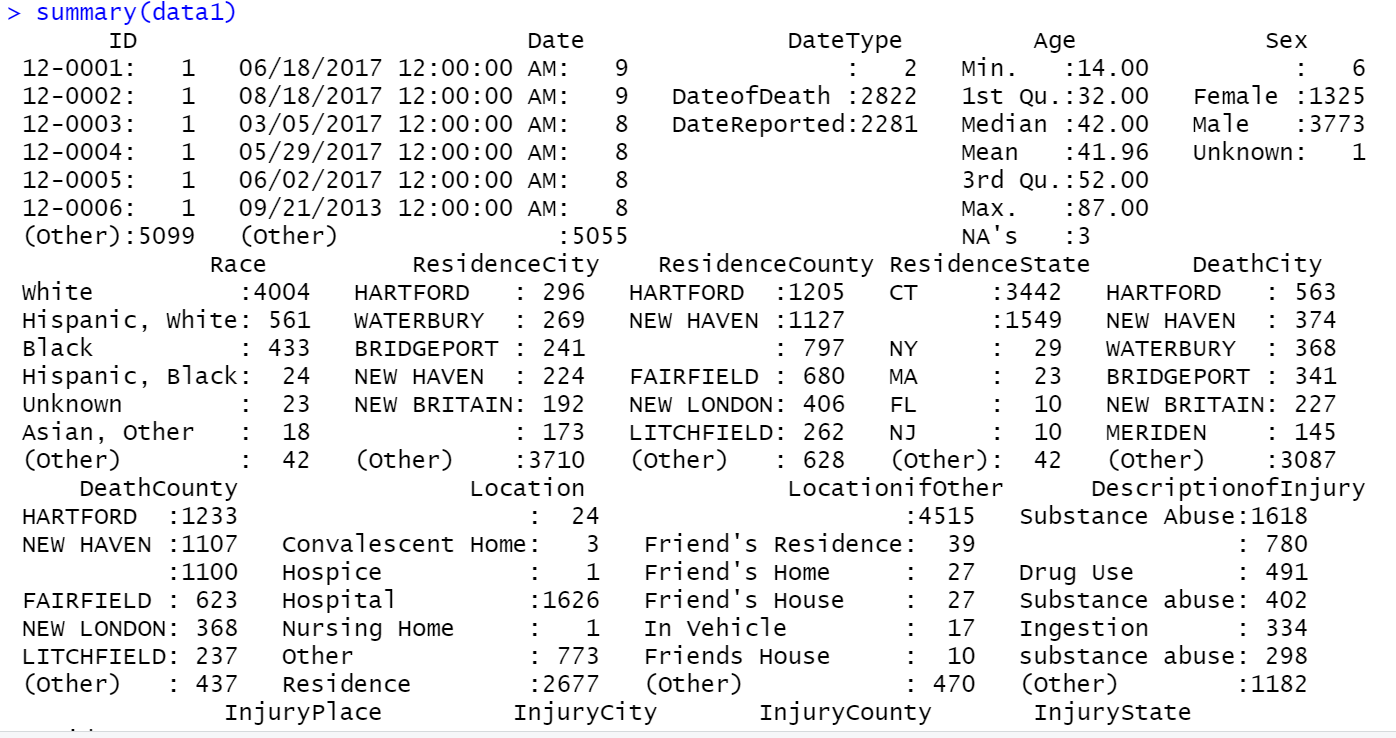 > summary(data1)
       ID                            Date               DateType          Age              Sex
 12-0001:   1   06/18/2017 12:00:00 AM:   9               :   2   Min.   :14.00          :   6
 12-0002:   1   08/18/2017 12:00:00 AM:   9   DateofDeath :2822   1st Qu.:32.00   Female :1325
 12-0003:   1   03/05/2017 12:00:00 AM:   8   DateReported:2281   Median :42.00   Male   :3773
 12-0004:   1   05/29/2017 12:00:00 AM:   8                       Mean   :41.96   Unknown:   1
 12-0005:   1   06/02/2017 12:00:00 AM:   8                       3rd Qu.:52.00
 12-0006:   1   09/21/2013 12:00:00 AM:   8                       Max.   :87.00
 (Other):5099   (Other)               :5055                       NA's   :3
              Race          ResidenceCity    ResidenceCounty ResidenceState       DeathCity
 White          :4004   HARTFORD   : 296   HARTFORD  :1205   CT     :3442   HARTFORD   : 563
 Hispanic, White: 561   WATERBURY  : 269   NEW HAVEN :1127          :1549   NEW HAVEN  : 374
 Black          : 433   BRIDGEPORT : 241             : 797   NY     :  29   WATERBURY  : 368
 Hispanic, Black:  24   NEW HAVEN  : 224   FAIRFIELD : 680   MA     :  23   BRIDGEPORT : 341
 Unknown        :  23   NEW BRITAIN: 192   NEW LONDON: 406   FL     :  10   NEW BRITAIN: 227
 Asian, Other   :  18              : 173   LITCHFIELD: 262   NJ     :  10   MERIDEN    : 145
 (Other)        :  42   (Other)    :3710   (Other)   : 628   (Other):  42   (Other)    :3087
     DeathCounty               Location             LocationifOther      DescriptionofInjury
 HARTFORD  :1233                   :  24                     :4515   Substance Abuse:1618
 NEW HAVEN :1107   Convalescent Home:   3   Friend's Residence:  39                  : 780
           :1100   Hospice          :   1   Friend's Home     :  27   Drug Use       : 491
 FAIRFIELD : 623   Hospital         :1626   Friend's House    :  27   Substance abuse: 402
 NEW LONDON: 368   Nursing Home     :   1   In Vehicle        :  17   Ingestion      : 334
 LITCHFIELD: 237   Other            : 773   Friends House     :  10   substance abuse: 298
 (Other)   : 437   Residence        :2677   (Other)           : 470   (Other)        :1182
              InjuryPlace        InjuryCity       InjuryCounty       InjuryState